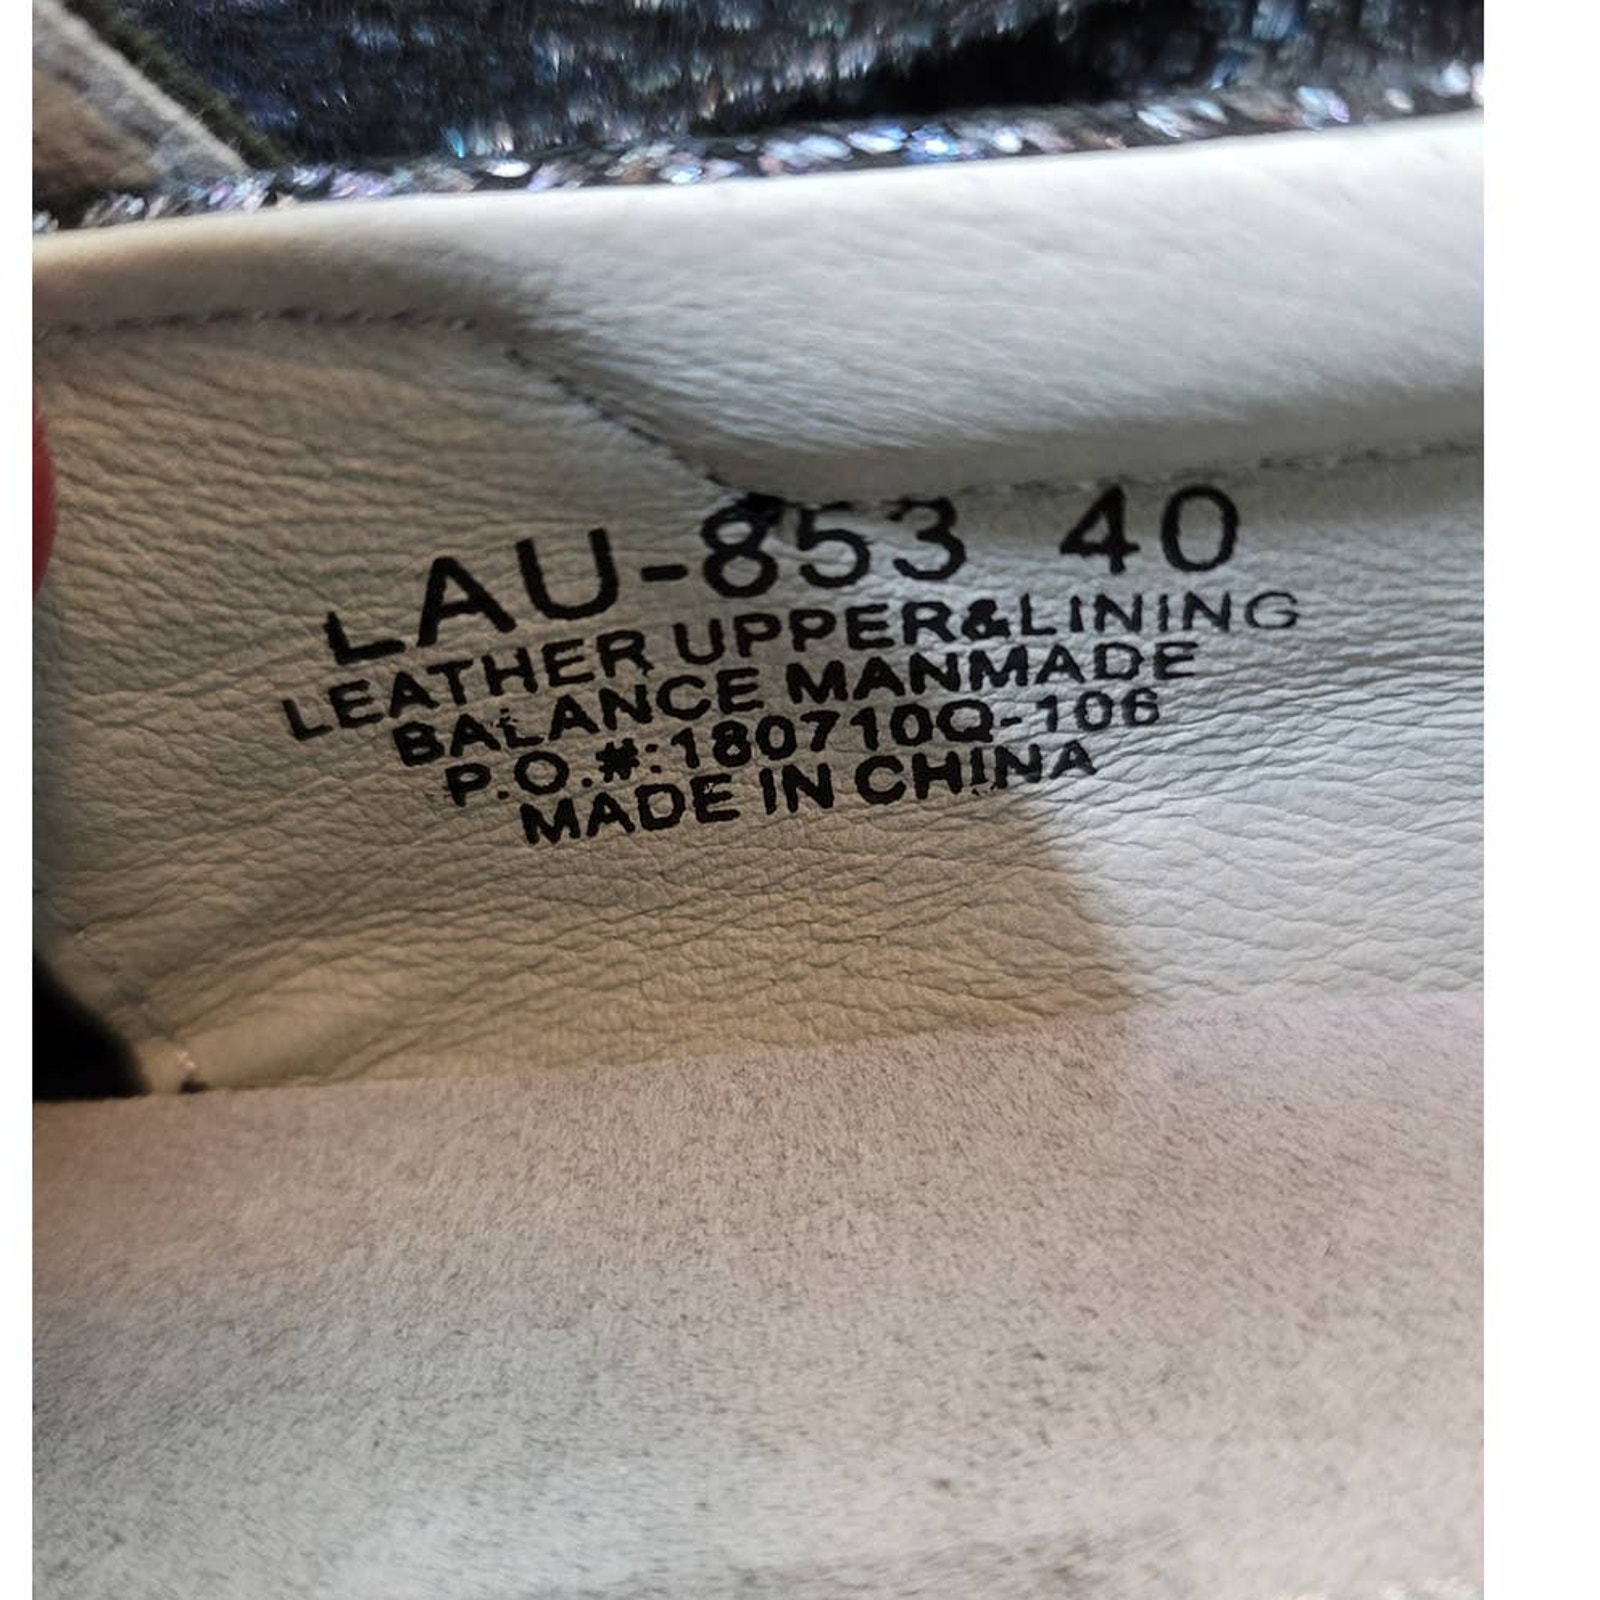 LAU-853 40
LEATHER UPPER&LINING
BALANCE MANMADE
P.O.#:180710Q-106
MADE IN CHINA